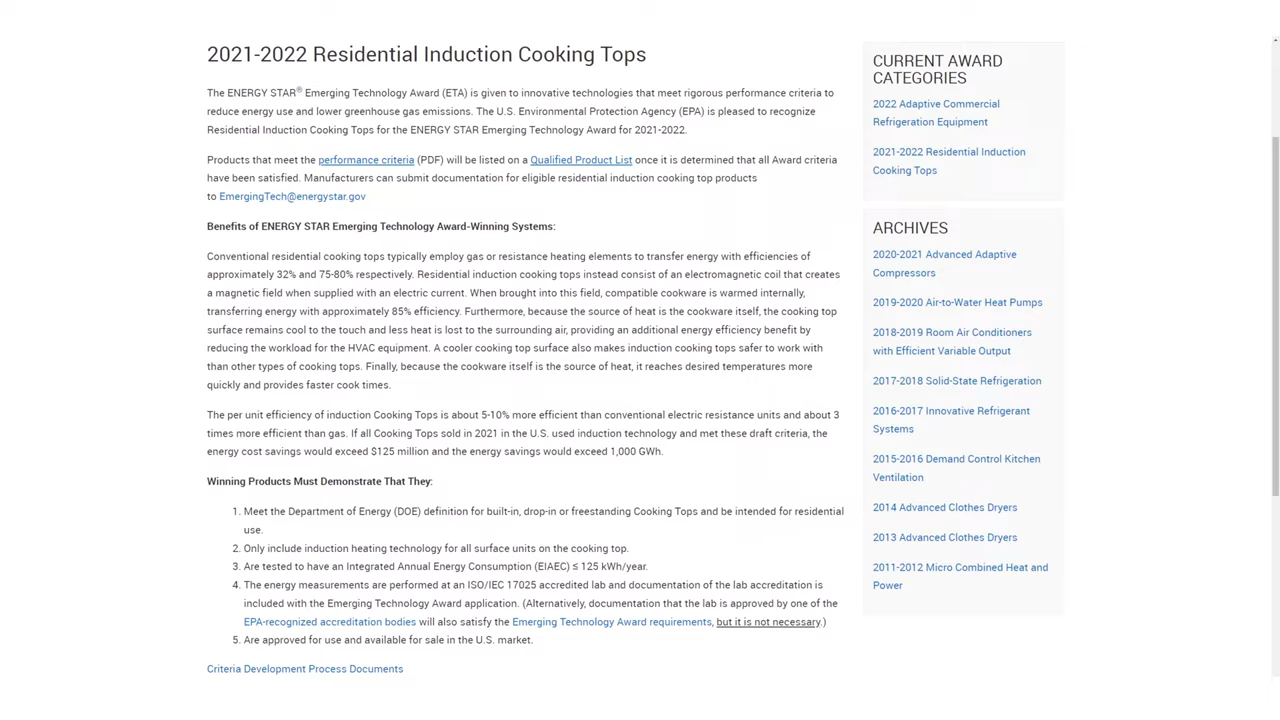 2021-2022 Residential Induction Cooking Tops
The ENERGY STAR® Emerging Technology Award (ETA) is given to innovative technologies that meet rigorous performance criteria to
reduce energy use and lower greenhouse gas emissions. The U.S. Environmental Protection Agency (EPA) is pleased to recognize
Residential Induction Cooking Tops for the ENERGY STAR Emerging Technology Award for 2021-2022.
Products that meet the performance criteria (PDF) will be listed on a Qualified Product List once it is determined that all Award criteria
have been satisfied. Manufacturers can submit documentation for eligible residential induction cooking top products
to EmergingTech@energystar.gov
Benefits of ENERGY STAR Emerging Technology Award-Winning Systems:
Conventional residential cooking tops typically employ gas or resistance heating elements to transfer energy with efficiencies of
approximately 32% and 75-80% respectively. Residential induction cooking tops instead consist of an electromagnetic coil that creates
a magnetic field when supplied with an electric current. When brought into this field, compatible cookware is warmed internally,
transferring energy with approximately 85% efficiency. Furthermore, because the source of heat is the cookware itself, the cooking top
surface remains cool to the touch and less heat is lost to the surrounding air, providing an additional energy efficiency benefit by
reducing the workload for the HVAC equipment. A cooler cooking top surface also makes induction cooking tops safer to work with
than other types of cooking tops. Finally, because the cookware itself is the source of heat, it reaches desired temperatures more
quickly and provides faster cook times.
The per unit efficiency of induction Cooking Tops is about 5-10% more efficient than conventional electric resistance units and about 3
times more efficient than gas. If all Cooking Tops sold in 2021 in the U.S. used induction technology and met these draft criteria, the
energy cost savings would exceed $125 million and the energy savings would exceed 1,000 GWh.
Winning Products Must Demonstrate That They:
1. Meet the Department of Energy (DOE) definition for built-in, drop-in or freestanding Cooking Tops and be intended for residential
use.
2. Only include induction heating technology for all surface units on the cooking top.
3. Are tested to have an Integrated Annual Energy Consumption (EIAEC) ≤ 125 kWh/year.
4. The energy measurements are performed at an ISO/IEC 17025 accredited lab and documentation of the lab accreditation is
included with the Emerging Technology Award application. (Alternatively, documentation that the lab is approved by one of the
EPA-recognized accreditation bodies will also satisfy the Emerging Technology Award requirements, but it is not necessary.)
5. Are approved for use and available for sale in the U.S. market.
Criteria Development Process Documents
CURRENT AWARD
CATEGORIES
2022 Adaptive Commercial
Refrigeration Equipment
2021-2022 Residential Induction
Cooking Tops
ARCHIVES
2020-2021 Advanced Adaptive
Compressors
2019-2020 Air-to-Water Heat Pumps
2018-2019 Room Air Conditioners
with Efficient Variable Output
2017-2018 Solid-State Refrigeration
2016-2017 Innovative Refrigerant
Systems
2015-2016 Demand Control Kitchen
Ventilation
2014 Advanced Clothes Dryers
2013 Advanced Clothes Dryers
2011-2012 Micro Combined Heat and
Power